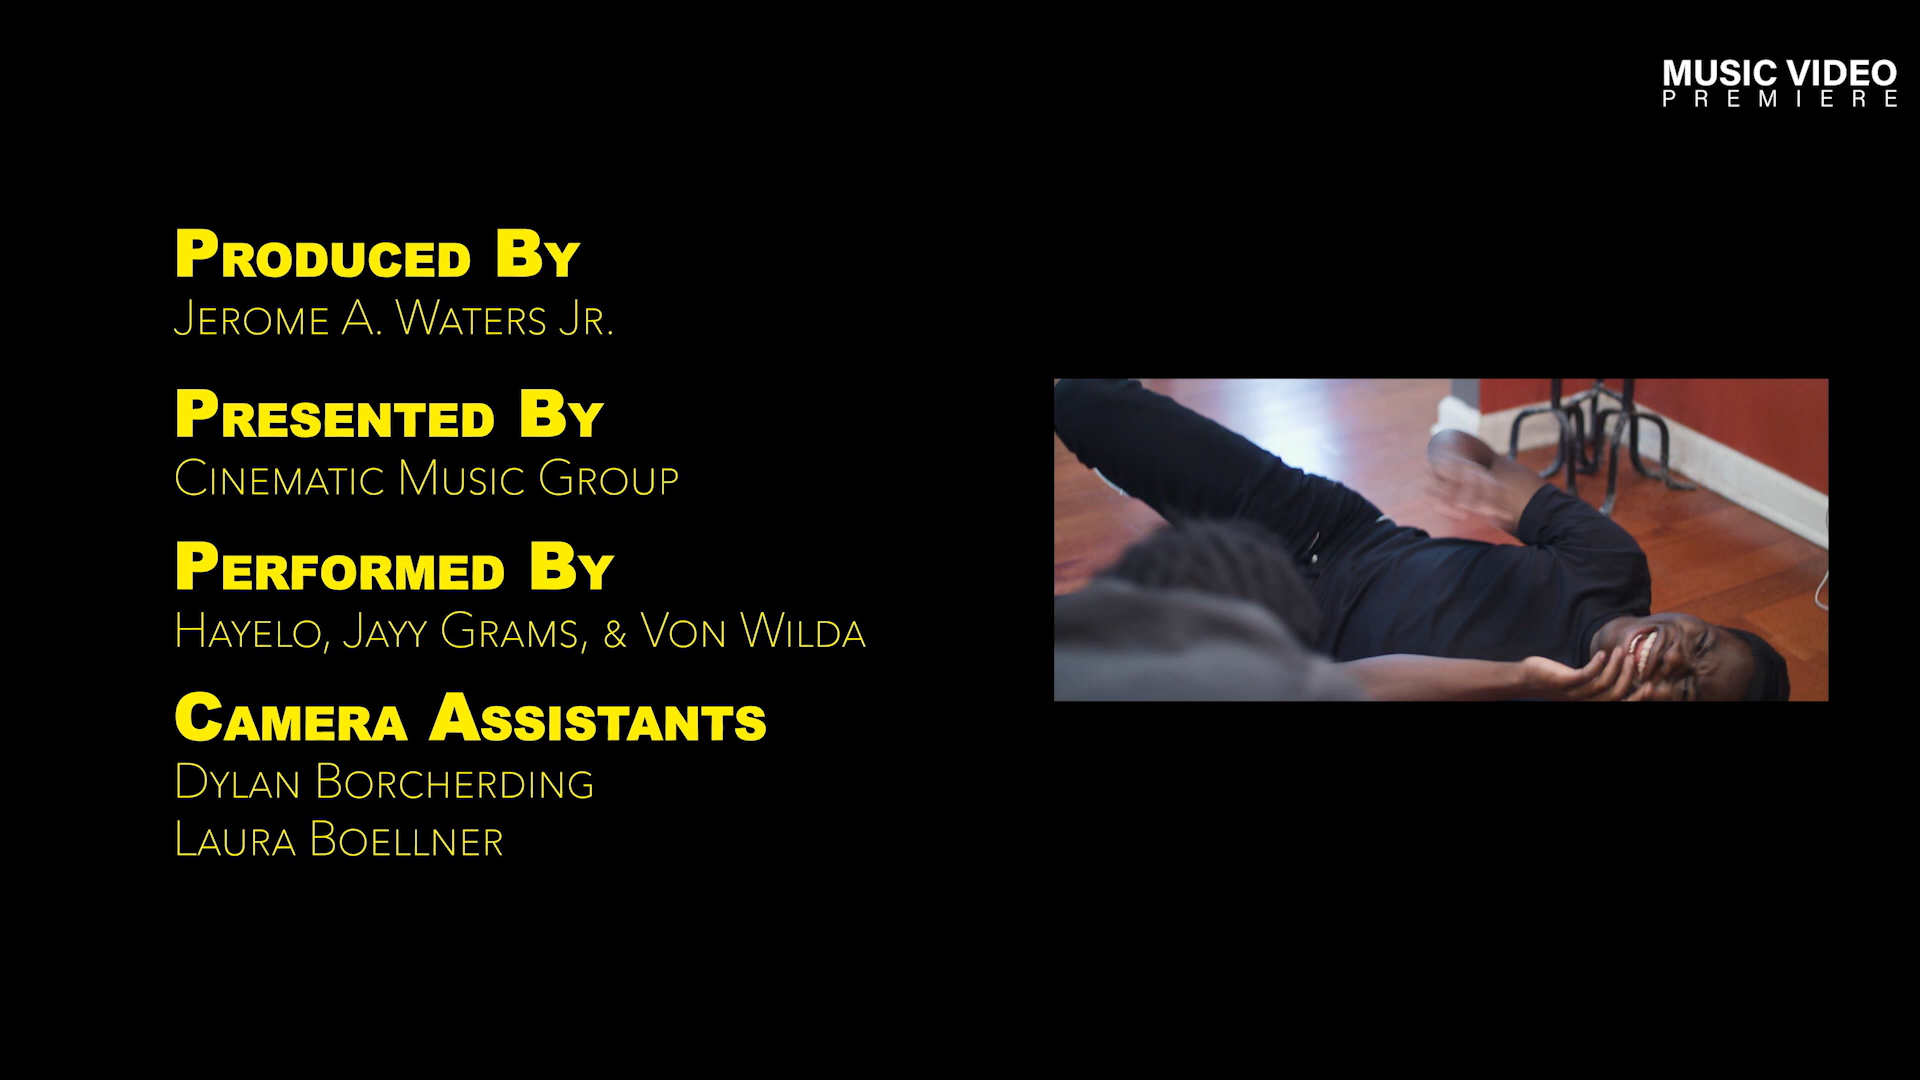 MUSIC VIDEO
PREMIERE
Produced By
Jerome A. Waters Jr.
Presented By
Cinematic Music Group
Performed By
Hayelo, Jayy Grams, & Von Wilda
Camera Assistants
Dylan Borcherding
Laura Boellner